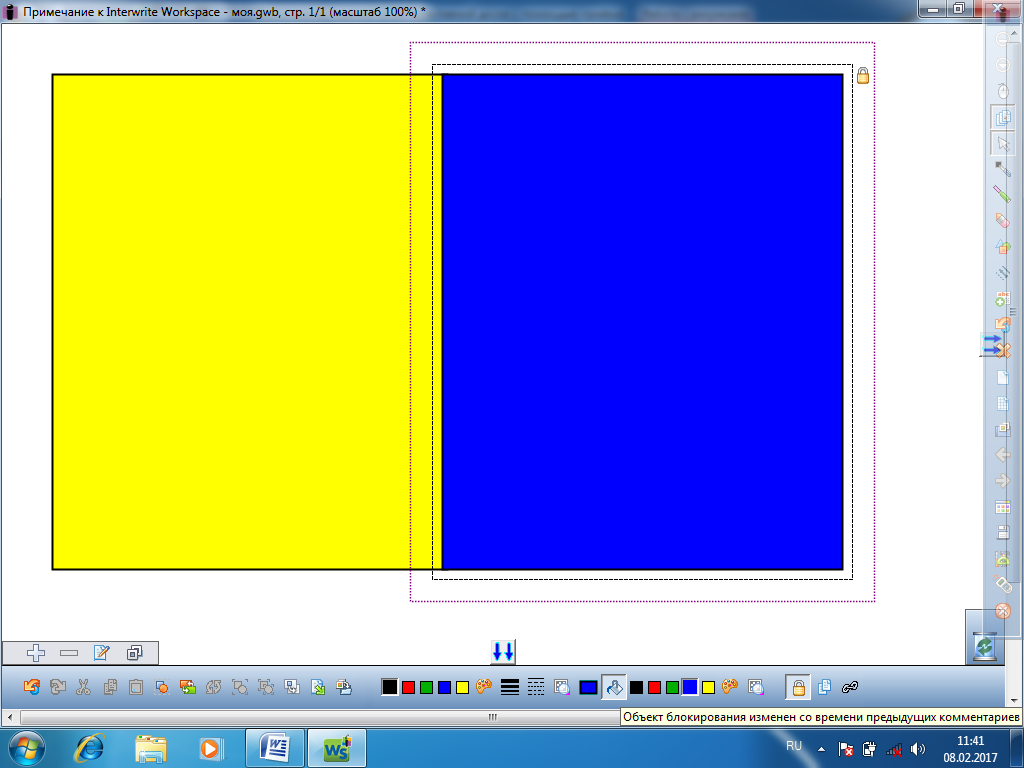 Примечание к Interwrite Workspace - моя.gwb, стр. 1/1 (масштаб 100%) *
Объект блокирования изменен со времени предыдущих комментариев
RU
11:41
08.02.2017